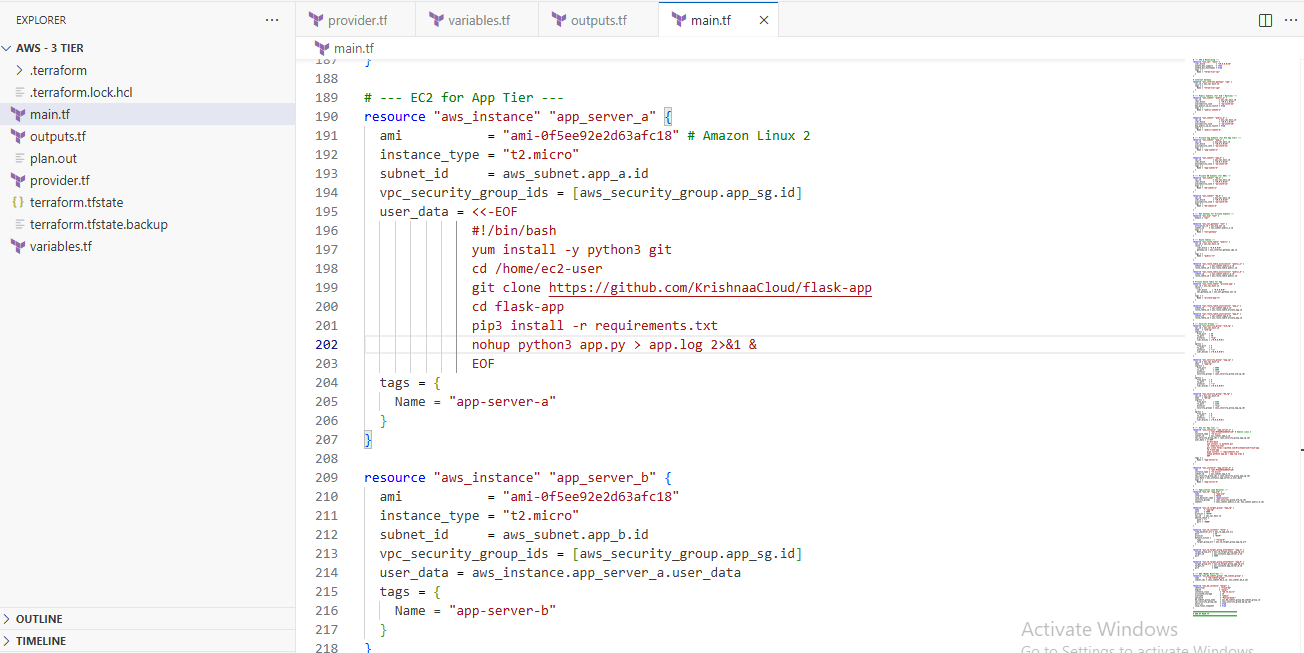 EXPLORER
···
AWS - 3 TIER
.terraform
.terraform.lock.hcl
main.tf
outputs.tf
plan.out
provider.tf
{} terraform.tfstate
terraform.tfstate.backup
variables.tf
OUTLINE
TIMELINE
provider.tf
variables.tf
outputs.tf
main.tf
···
main.tf
187 }
188
189 # --- EC2 for App Tier ---
190 resource "aws_instance" "app_server_a" {
191 ami           = "ami-0f5ee92e2d63afc18" # Amazon Linux 2
192 instance_type = "t2.micro"
193 subnet_id     = aws_subnet.app_a.id
194 vpc_security_group_ids = [aws_security_group.app_sg.id]
195 user_data = <<-EOF
196 #!/bin/bash
197 yum install -y python3 git
198 cd /home/ec2-user
199 git clone https://github.com/KrishnaaCloud/flask-app
200 cd flask-app
201 pip3 install -r requirements.txt
202 nohup python3 app.py > app.log 2>&1 &
203 EOF
204 tags = {
205 Name = "app-server-a"
206 }
207 }
208
209 resource "aws_instance" "app_server_b" {
210 ami           = "ami-0f5ee92e2d63afc18"
211 instance_type = "t2.micro"
212 subnet_id     = aws_subnet.app_b.id
213 vpc_security_group_ids = [aws_security_group.app_sg.id]
214 user_data = aws_instance.app_server_a.user_data
215 tags = {
216 Name = "app-server-b"
217 }
218 }
Activate Windows
Go to Settings to activate Windows.